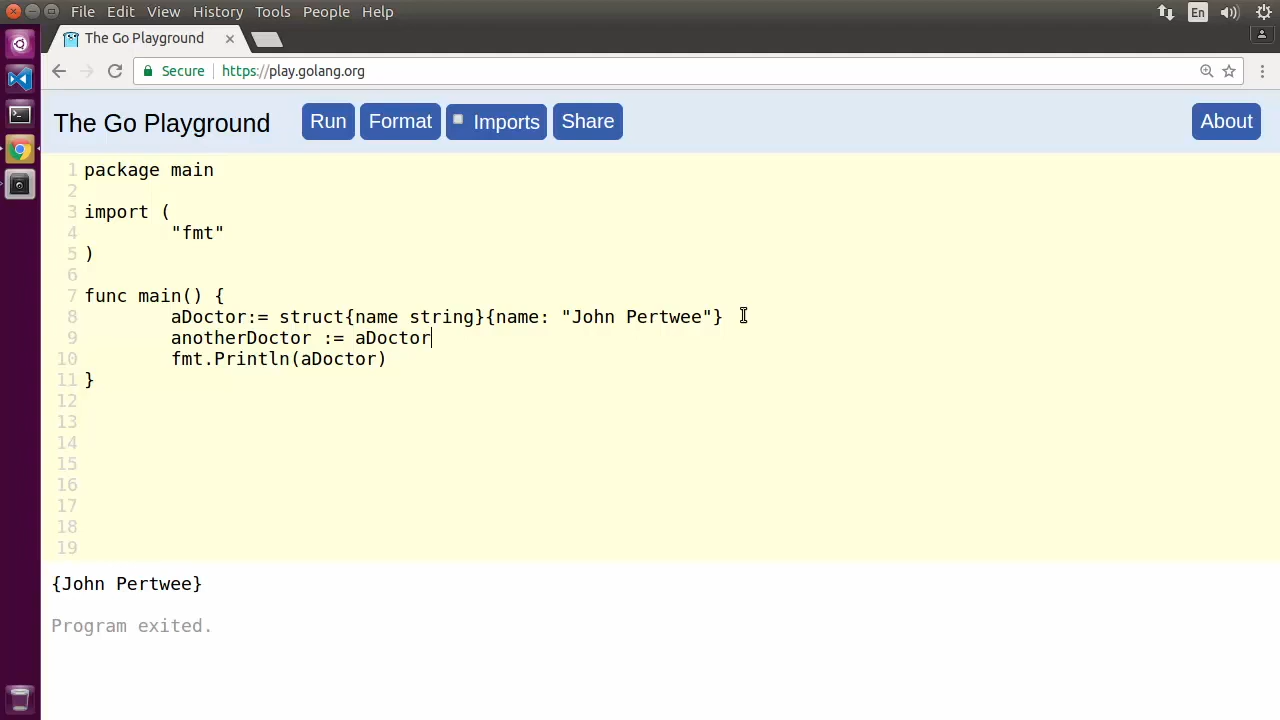 File Edit View History Tools People Help
En
The Go Playground
Secure https://play.golang.org
The Go Playground Run Format Imports Share About
1 package main
2
3 import (
4 "fmt"
5 )
6
7 func main() {
8 aDoctor:= struct{name string}{name: "John Pertwee"}
9 anotherDoctor := aDoctor
10 fmt.Println(aDoctor)
11 }
12
13
14
15
16
17
18
19
{John Pertwee}
Program exited.